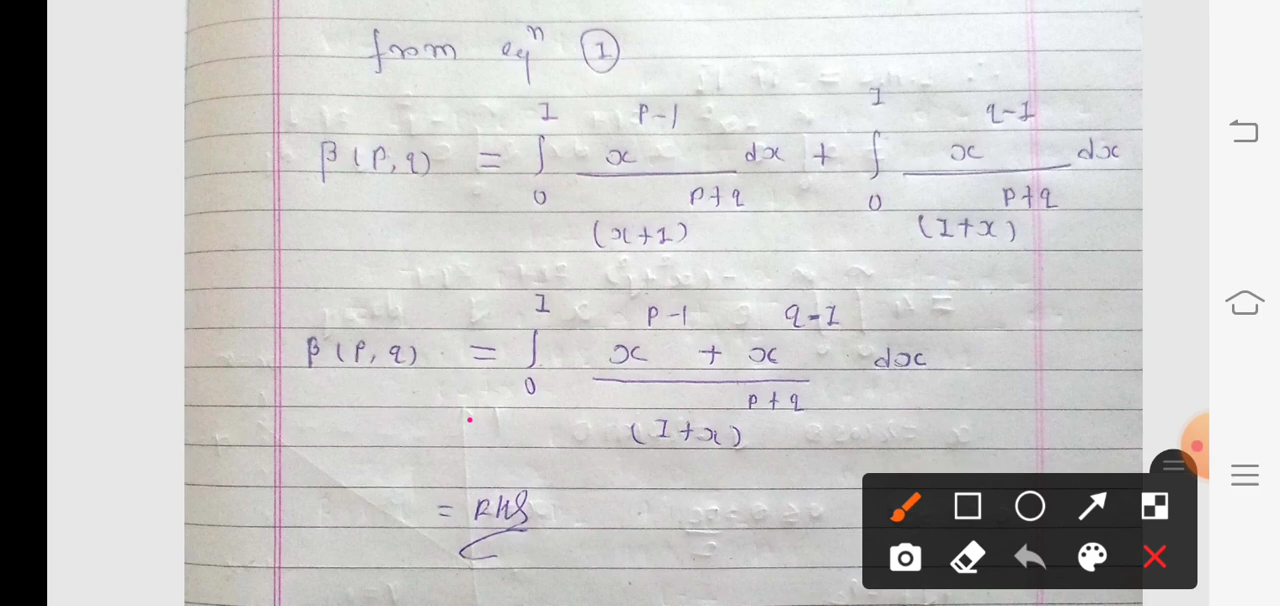 from eqⁿ ①
β(P,q) = ∫₀¹ x^(p-1) / (x+1)^(p+q) dx + ∫₀¹ x^(q-1) / (1+x)^(p+q) dx
β(P,q) = ∫₀¹ (x^(p-1) + x^(q-1)) / (1+x)^(p+q) dx
= RHS